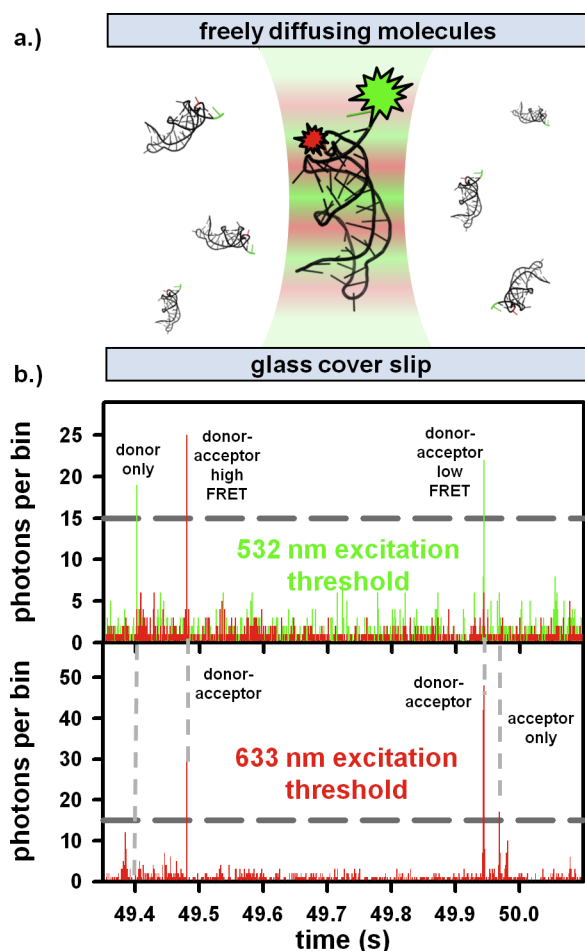 a.)
freely diffusing molecules
glass cover slip
b.)
photons per bin
25
20
15
10
5
0
donor
only
donor-
acceptor
high
FRET
donor-
acceptor
low
FRET
532 nm excitation
threshold
photons per bin
50
40
30
20
10
0
donor-
acceptor
donor-
acceptor
acceptor
only
633 nm excitation
threshold
49.4 49.5 49.6 49.7 49.8 49.9 50.0
time (s)